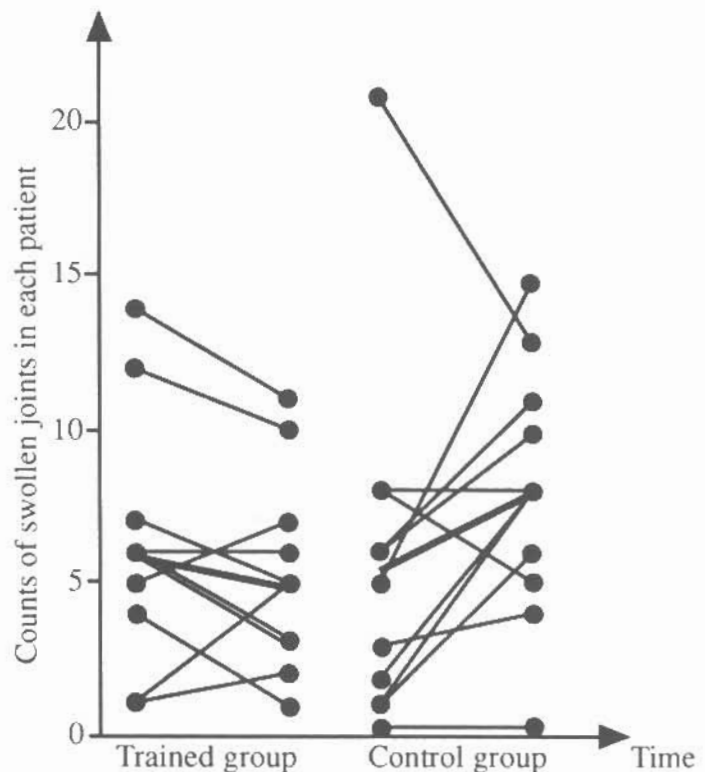 Counts of swollen joints in each patient
20
15
10
5
0
Trained group
Control group
Time